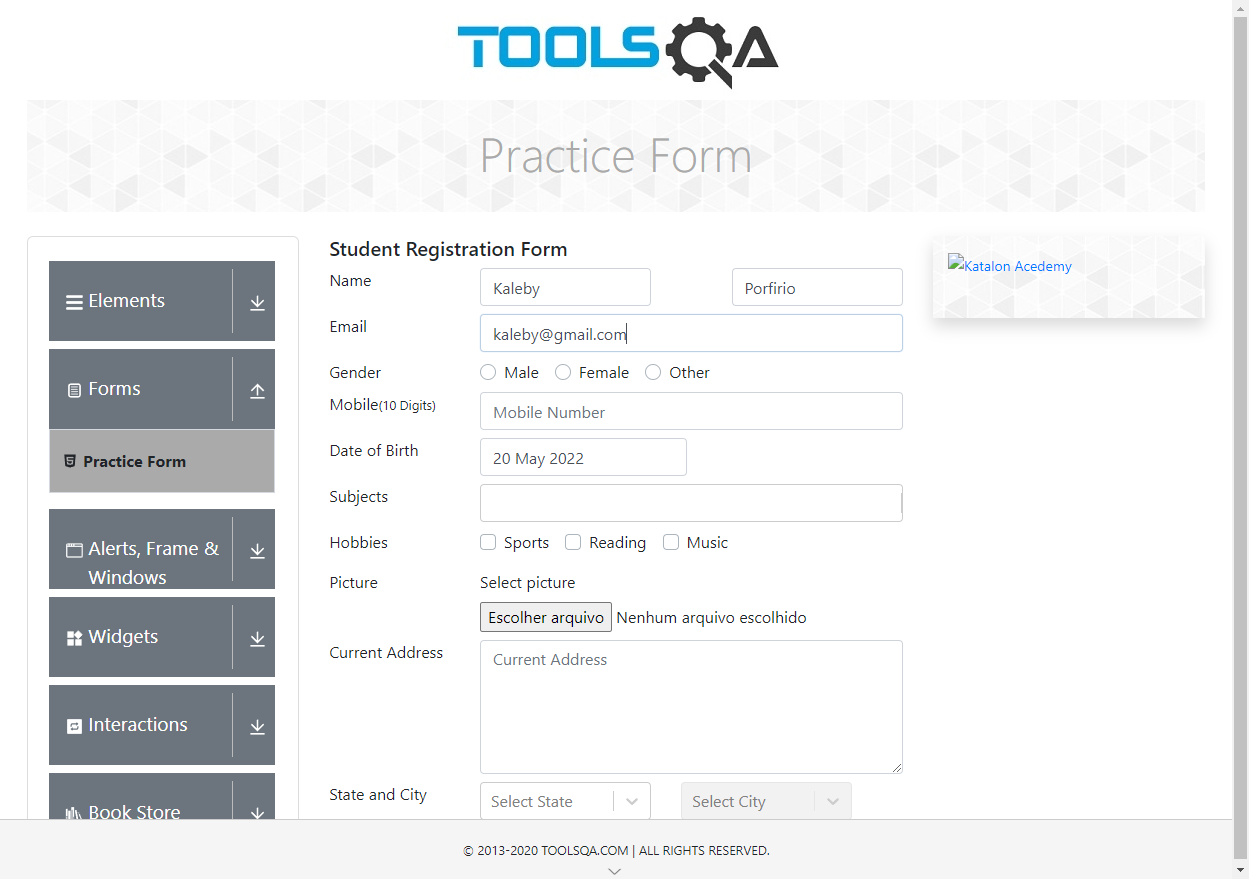 TOOLSQA
Practice Form
Elements
Forms
Practice Form
Alerts, Frame &
Windows
Widgets
Interactions
Book Store
Student Registration Form
Name
Kaleby
Porfirio
Email
kaleby@gmail.com
Gender
Male
Female
Other
Mobile(10 Digits)
Mobile Number
Date of Birth
20 May 2022
Subjects
Hobbies
Sports
Reading
Music
Picture
Select picture
Escolher arquivo Nenhum arquivo escolhido
Current Address
Current Address
State and City
Select State
Select City
Katalon Acedemy
© 2013-2020 TOOLSQA.COM | ALL RIGHTS RESERVED.